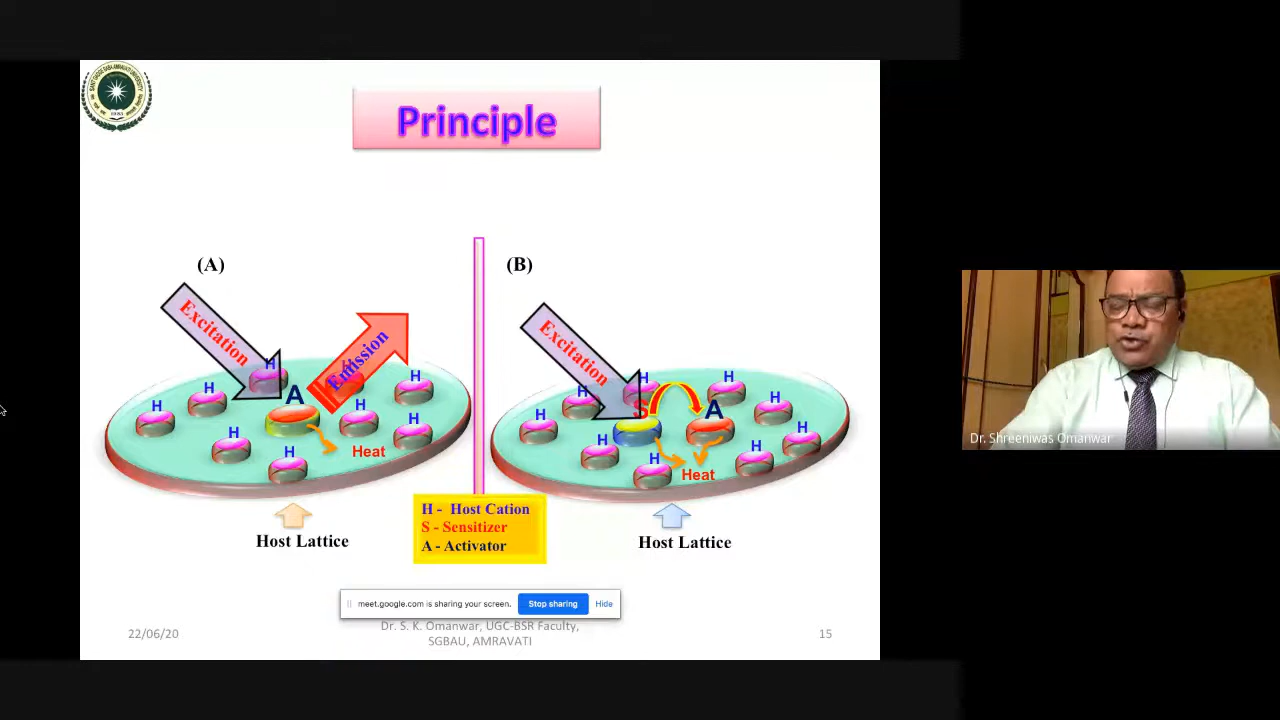 Principle
(A)
(B)
Excitation
Emission
Excitation
H
H
H
H
H
H
H
H
A
Heat
H
H
H
H
H
H
H
H
H
S
A
Heat
H - Host Cation
S - Sensitizer
A - Activator
Host Lattice
Host Lattice
meet.google.com is sharing your screen.
Stop sharing
Hide
22/06/20
Dr. S. K. Omanwar, UGC-BSR Faculty,
SGBAU, AMRAVATI
15
Dr. Shreeniwas Omanwar